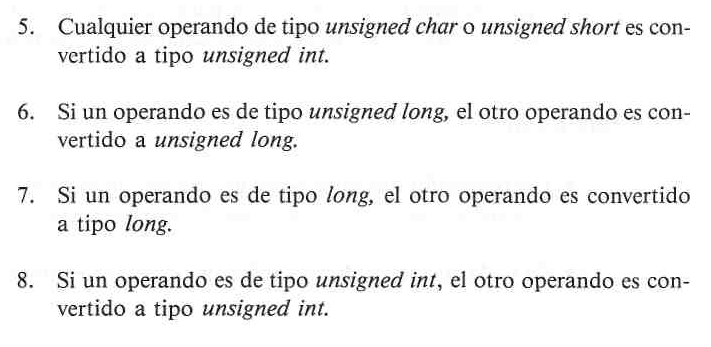 5. Cualquier operando de tipo unsigned char o unsigned short es con-
vertido a tipo unsigned int.
6. Si un operando es de tipo unsigned long, el otro operando es con-
vertido a unsigned long.
7. Si un operando es de tipo long, el otro operando es convertido
a tipo long.
8. Si un operando es de tipo unsigned int, el otro operando es con-
vertido a tipo unsigned int.